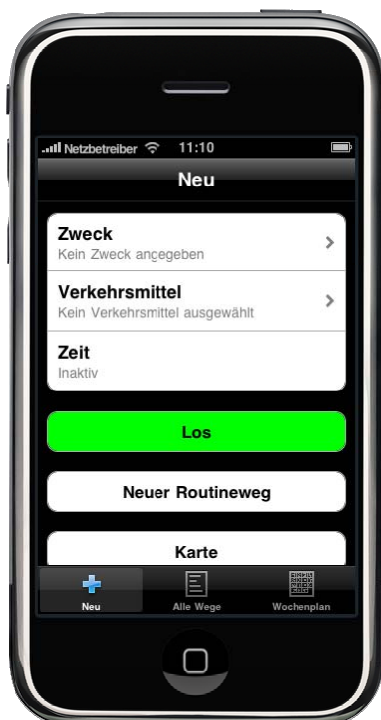 Netzbetreiber 11:10
Neu
Zweck
Kein Zweck angegeben
Verkehrsmittel
Kein Verkehrsmittel ausgewählt
Zeit
Inaktiv
Los
Neuer Routineweg
Karte
Neu Alle Wege Wochenplan